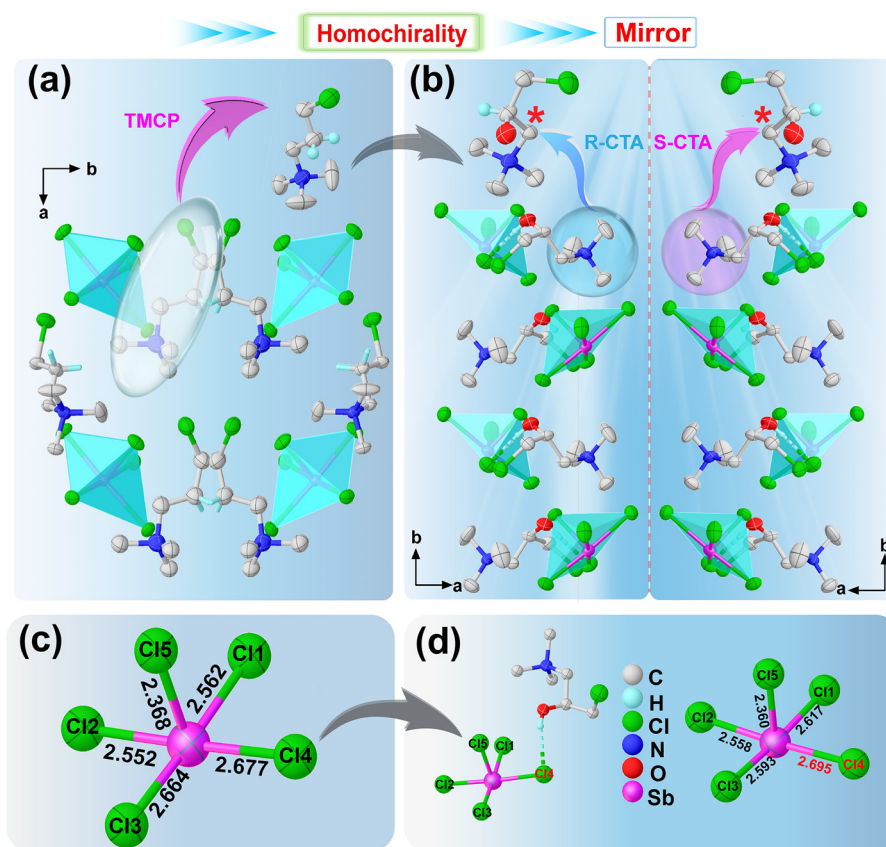 Homochirality
Mirror
(a)
TMCP
b
a
(b)
*
*
R-CTA
S-CTA
b
a
b
a
(c)
Cl5
Cl1
Cl2
Cl4
Cl3
2.368
2.562
2.552
2.677
2.664
(d)
Cl5
Cl1
Cl2
Cl4
Cl3
C
H
Cl
N
O
Sb
Cl5
Cl1
Cl2
Cl4
Cl3
2.360
2.617
2.558
2.695
2.593